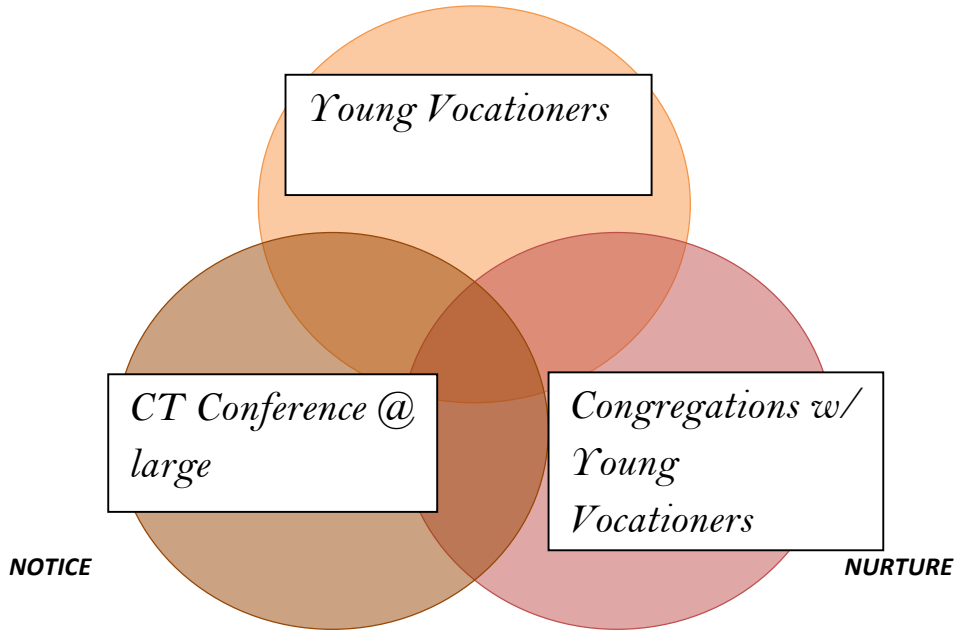 Young Vocationers
CT Conference @
large
Congregations w/
Young
Vocationers
NOTICE
NURTURE